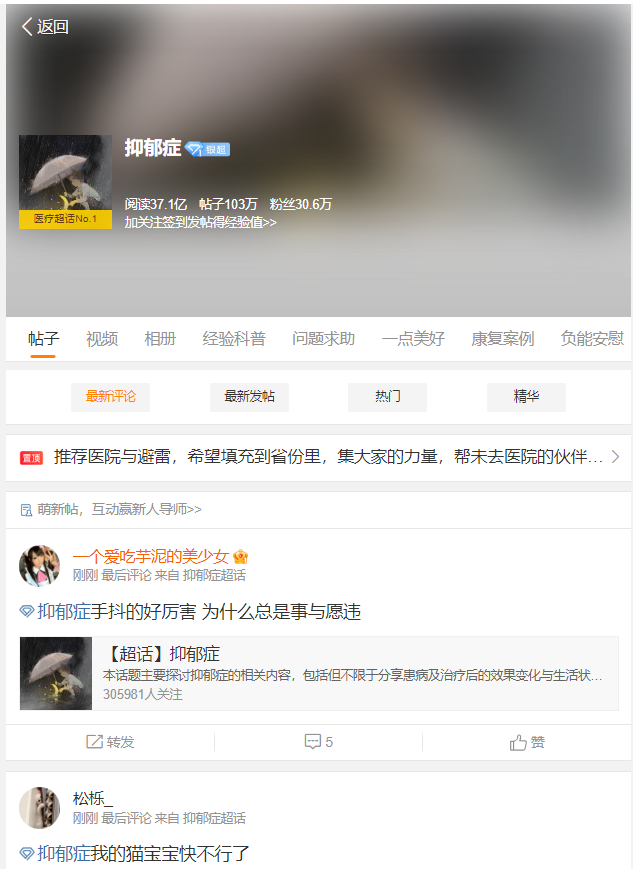 返回
抑郁症 银超
阅读37.1亿 帖子103万 粉丝30.6万
医疗超话No.1
加关注签到发帖得经验值>>
帖子 视频 相册 经验科普 问题求助 一点美好 康复案例 负能安慰
最新评论 最新发帖 热门 精华
置顶 推荐医院与避雷，希望填充到省份里，集大家的力量，帮未去医院的伙伴...
萌新帖，互动赢新人导师>>
一个爱吃芋泥的美少女
刚刚 最后评论 来自 抑郁症超话
抑郁症手抖的好厉害 为什么总是事与愿违
【超话】抑郁症
本话题主要探讨抑郁症的相关内容，包括但不限于分享患病及治疗后的效果变化与生活状...
305981人关注
转发 5 赞
松栎_
刚刚 最后评论 来自 抑郁症超话
抑郁症我的猫宝宝快不行了